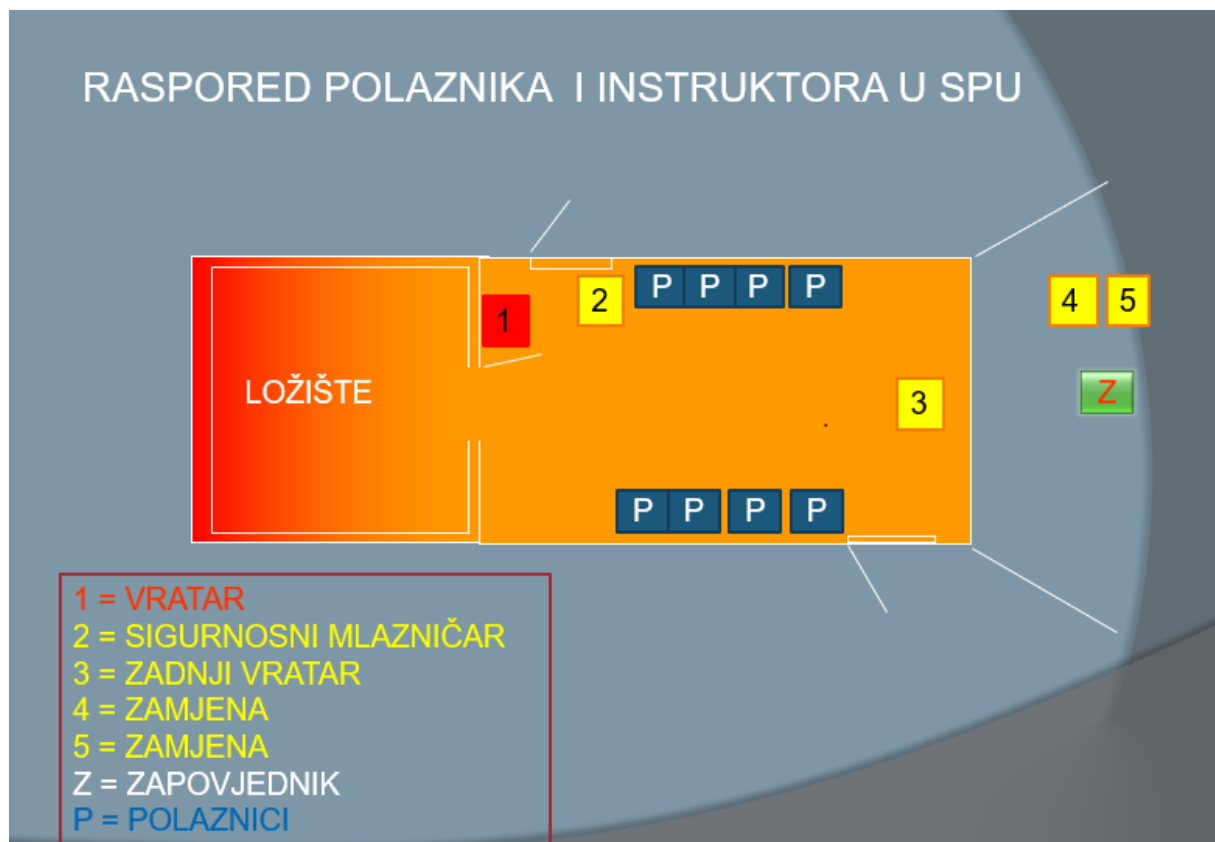 RASPORED POLAZNIKA I INSTRUKTORA U SPU
P P P P
2
4 5
1
LOŽIŠTE
3
Z
P P P P
1 = VRATAR
2 = SIGURNOSNI MLAZNIČAR
3 = ZADNJI VRATAR
4 = ZAMJENA
5 = ZAMJENA
Z = ZAPOVJEDNIK
P = POLAZNICI